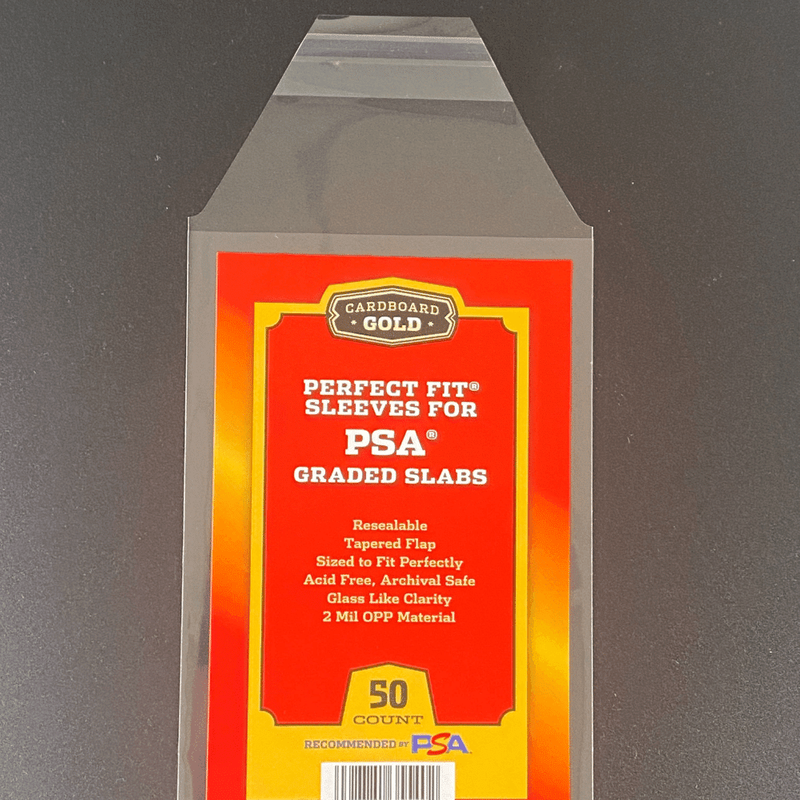 CARDBOARD
GOLD
PERFECT FIT®
SLEEVES FOR
PSA®
GRADED SLABS
Resealable
Tapered Flap
Sized to Fit Perfectly
Acid Free, Archival Safe
Glass Like Clarity
2 Mil OPP Material
50
COUNT
RECOMMENDED BY PSA